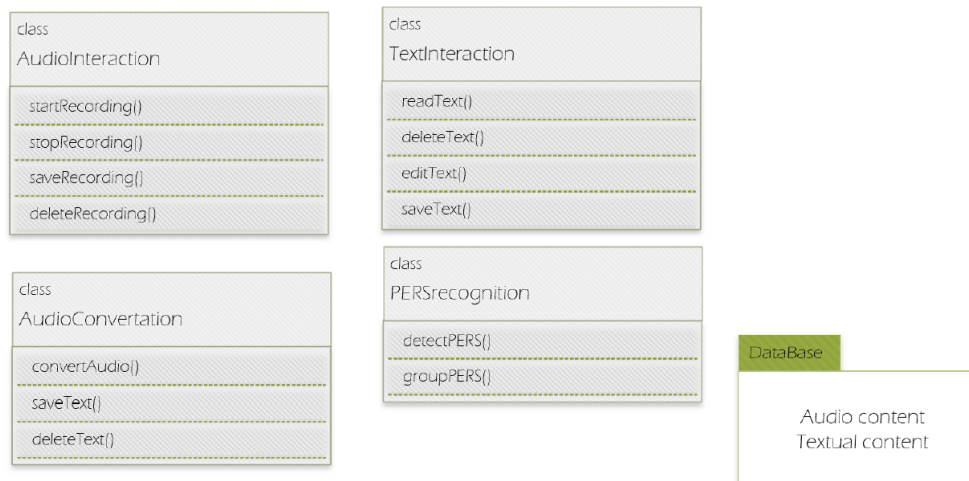 class
AudioInteraction
startRecording()
stopRecording()
saveRecording()
deleteRecording()
class
TextInteraction
readText()
deleteText()
editText()
saveText()
class
AudioConvertation
convertAudio()
saveText()
deleteText()
class
PERSrecognition
detectPERS()
groupPERS()
DataBase
Audio content
Textual content